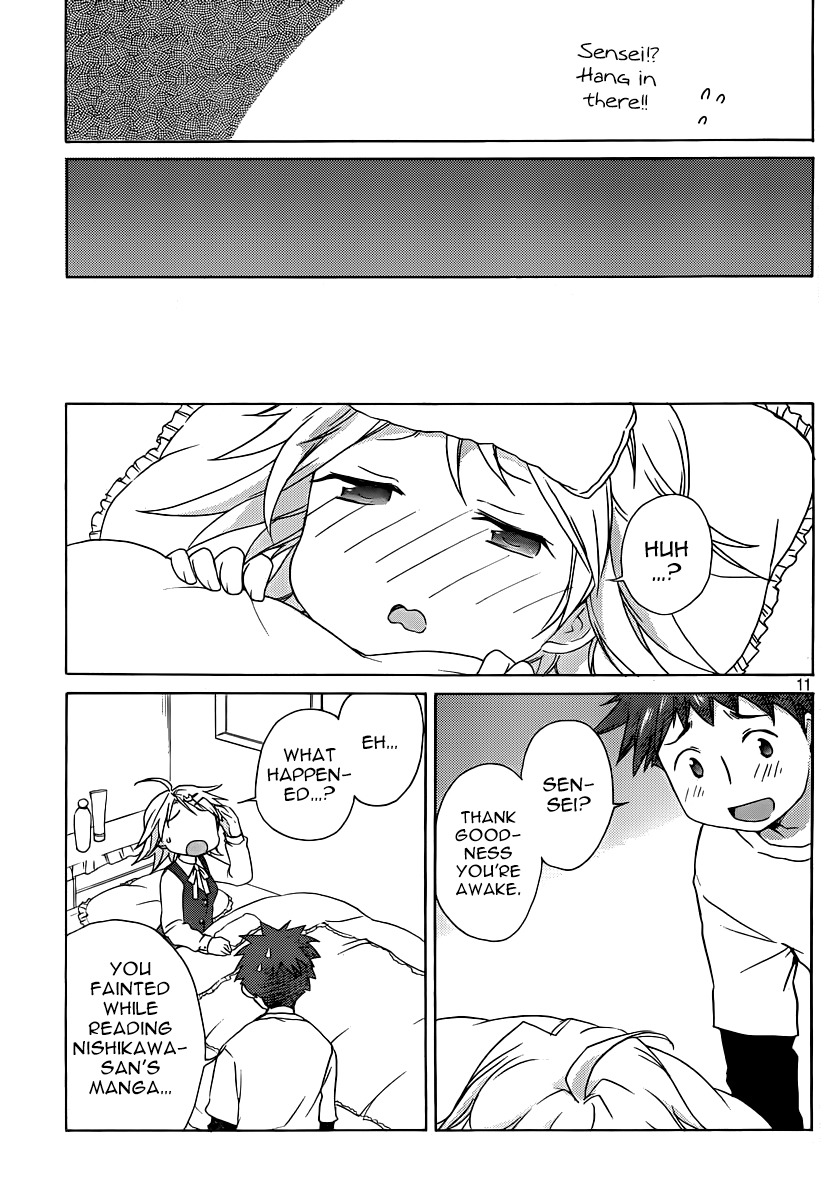 Sensei!?
Hang in
there!!
HUH
...?
11
SEN-
SEI?
THANK
GOOD-
NESS
YOU'RE
AWAKE.
EH...
WHAT
HAPPEN-
ED...?
YOU
FAINTED
WHILE
READING
NISHIKAWA-
SAN'S
MANGA...